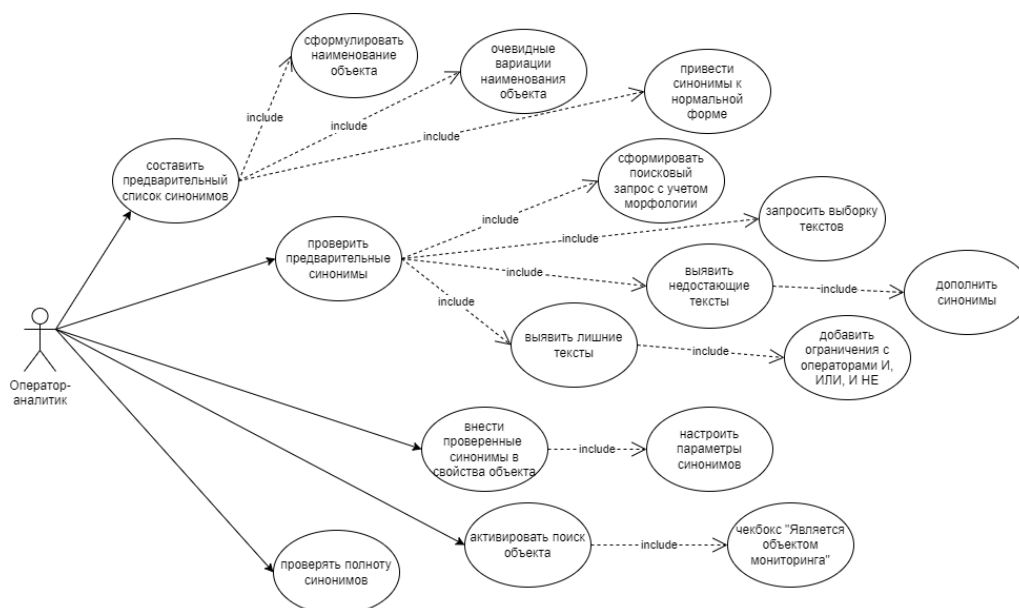 сформулировать
наименование
объекта
очевидные
вариации
наименования
объекта
привести
синонимы к
нормальной
форме
include
include
include
составить
предварительный
список синонимов
сформировать
поисковый
запрос с учетом
морфологии
include
запросить выборку
текстов
include
проверить
предварительные
синонимы
include
выявить
недостающие
тексты
include
дополнить
синонимы
include
выявить лишние
тексты
include
добавить
ограничения с
операторами И,
ИЛИ, И НЕ
Оператор-
аналитик
внести
проверенные
синонимы в
свойства объекта
include
настроить
параметры
синонимов
активировать поиск
объекта
include
чекбокс "Является
объектом
мониторинга"
проверять полноту
синонимов